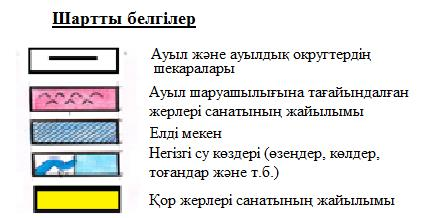 Шартты белгілер
Ауыл және ауылдық округтердің
шекаралары
Ауыл шаруашылығына тағайындалған
жерлері санатының жайылымы
Елді мекен
Негізгі су көздері (өзеңдер, көлдер,
тоғандар және т.б.)
Қор жерлері санатының жайылымы